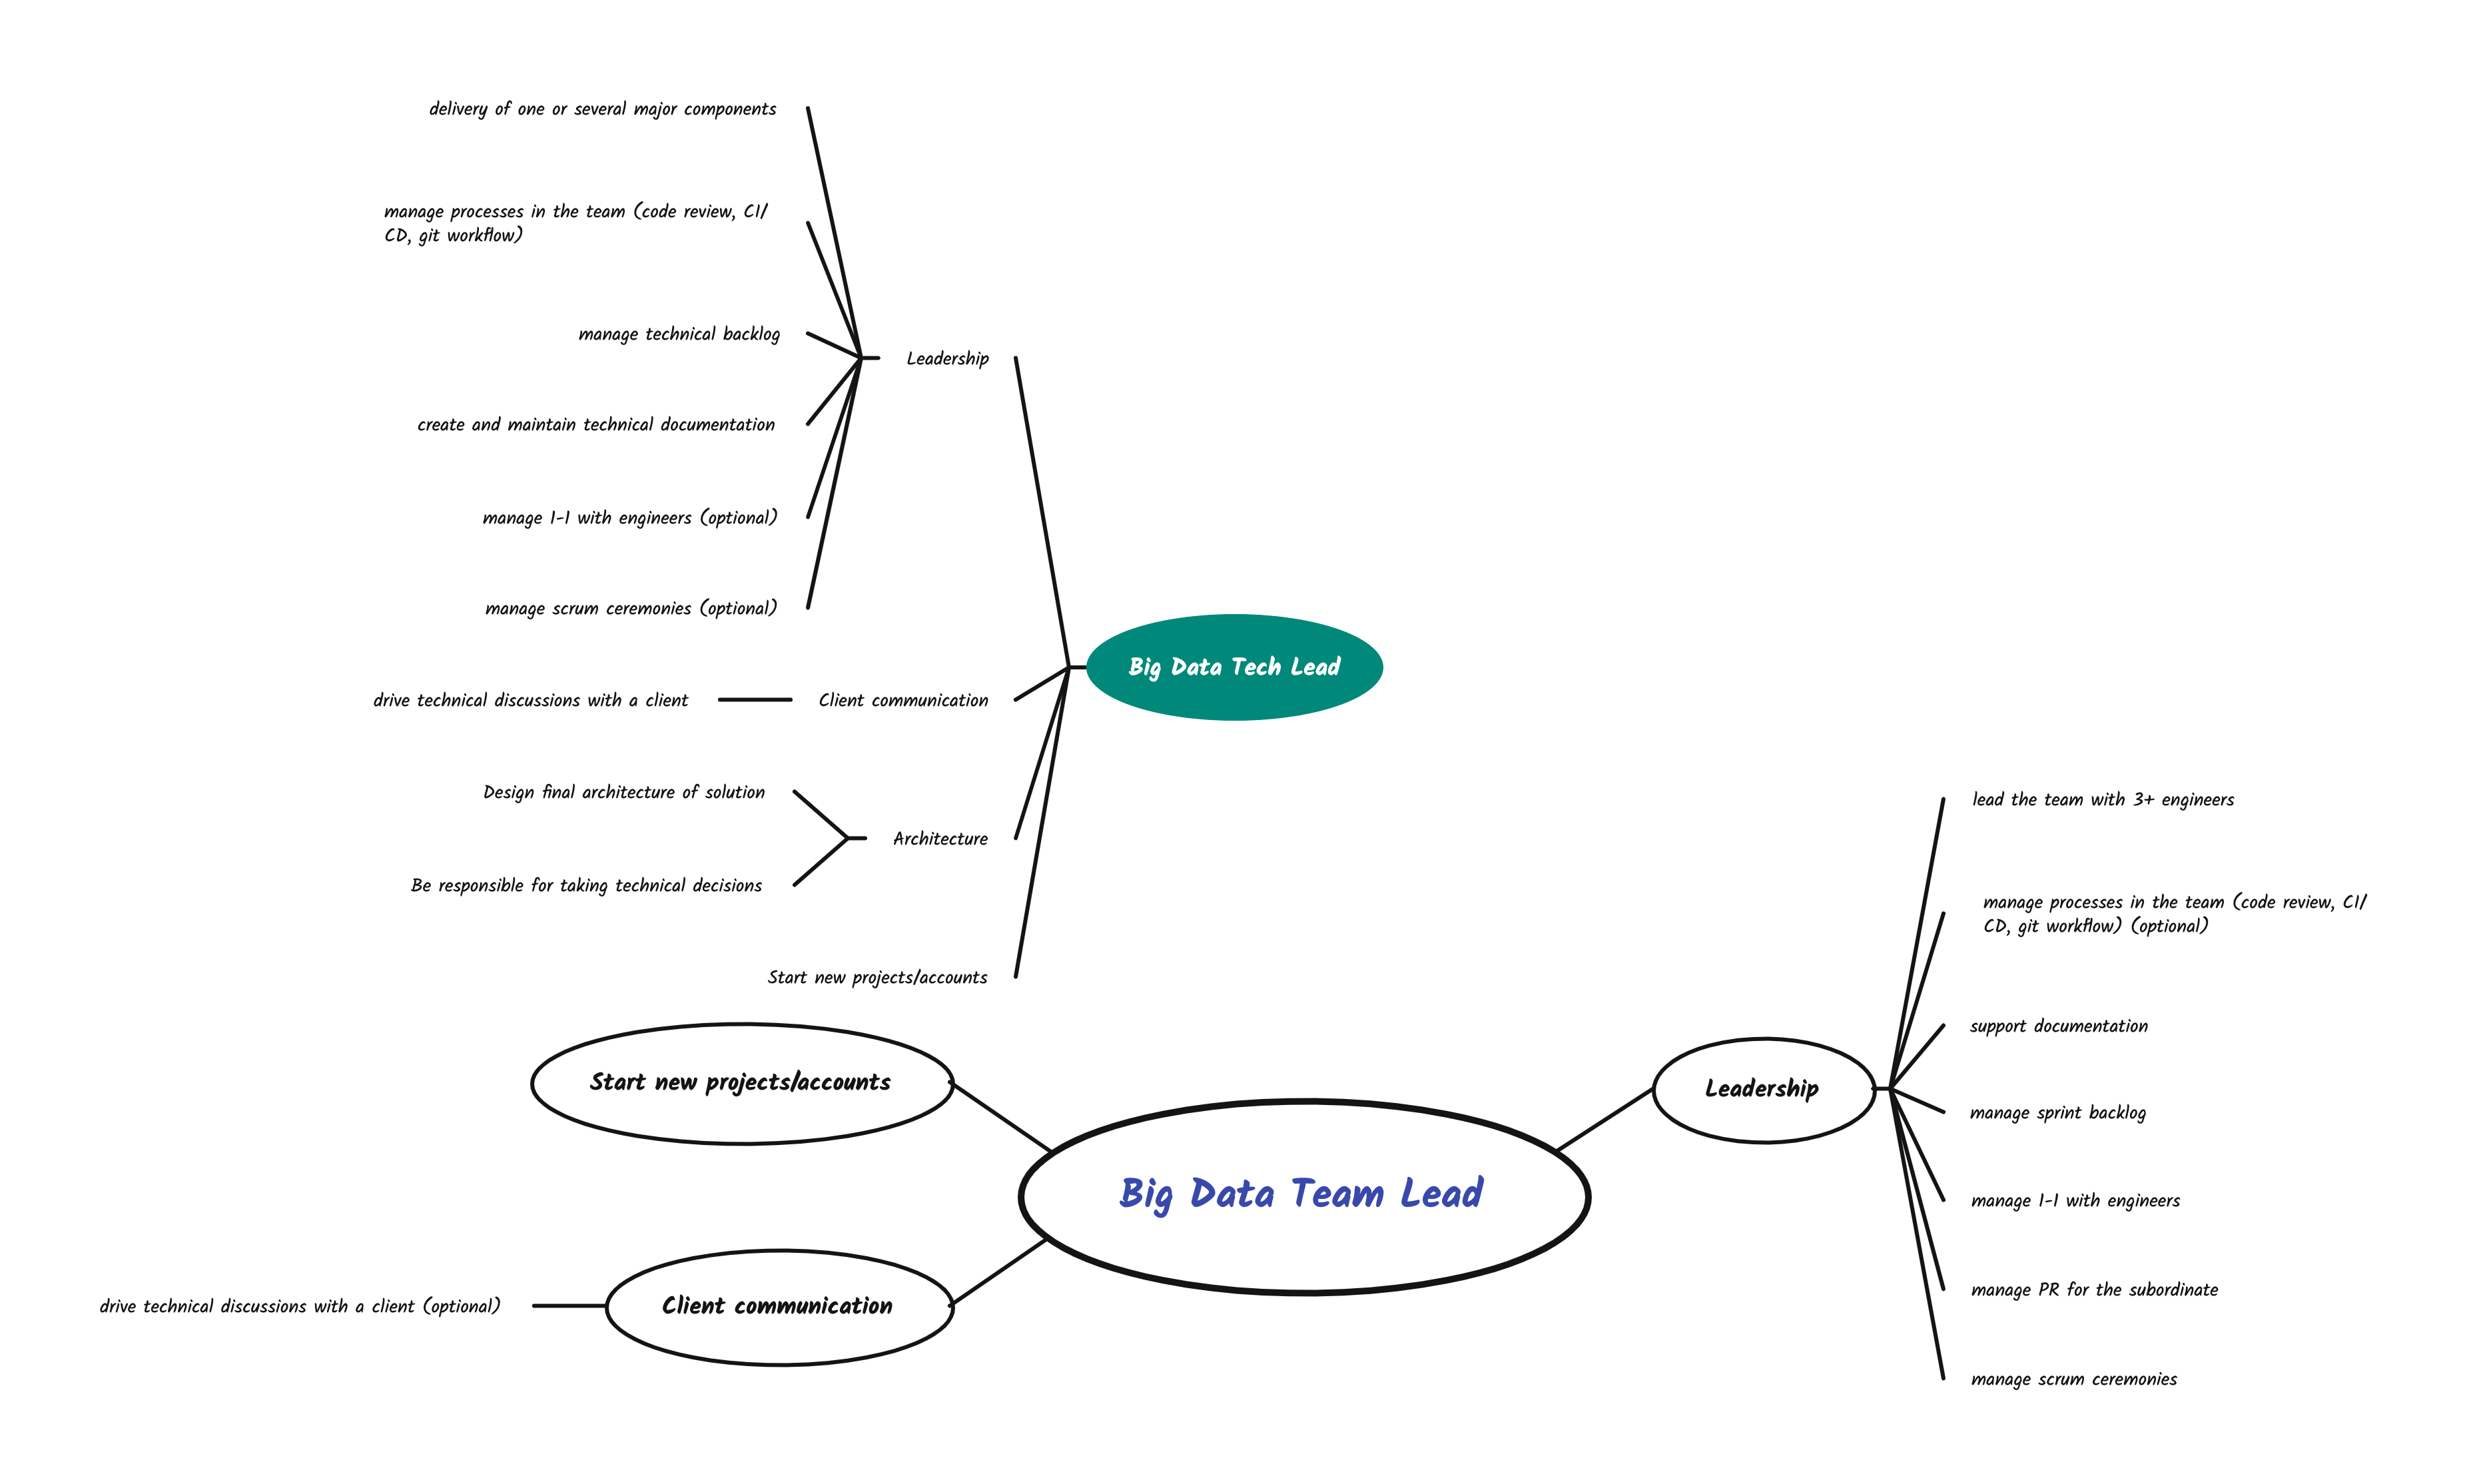 delivery of one or several major components
manage processes in the team (code review, CI/
CD, git workflow)
manage technical backlog
Leadership
create and maintain technical documentation
manage 1-1 with engineers (optional)
manage scrum ceremonies (optional)
Big Data Tech Lead
drive technical discussions with a client
Client communication
Design final architecture of solution
Architecture
Be responsible for taking technical decisions
Start new projects/accounts
lead the team with 3+ engineers
manage processes in the team (code review, CI/
CD, git workflow) (optional)
support documentation
Start new projects/accounts
Leadership
manage sprint backlog
Big Data Team Lead
manage 1-1 with engineers
manage PR for the subordinate
drive technical discussions with a client (optional)
Client communication
manage scrum ceremonies